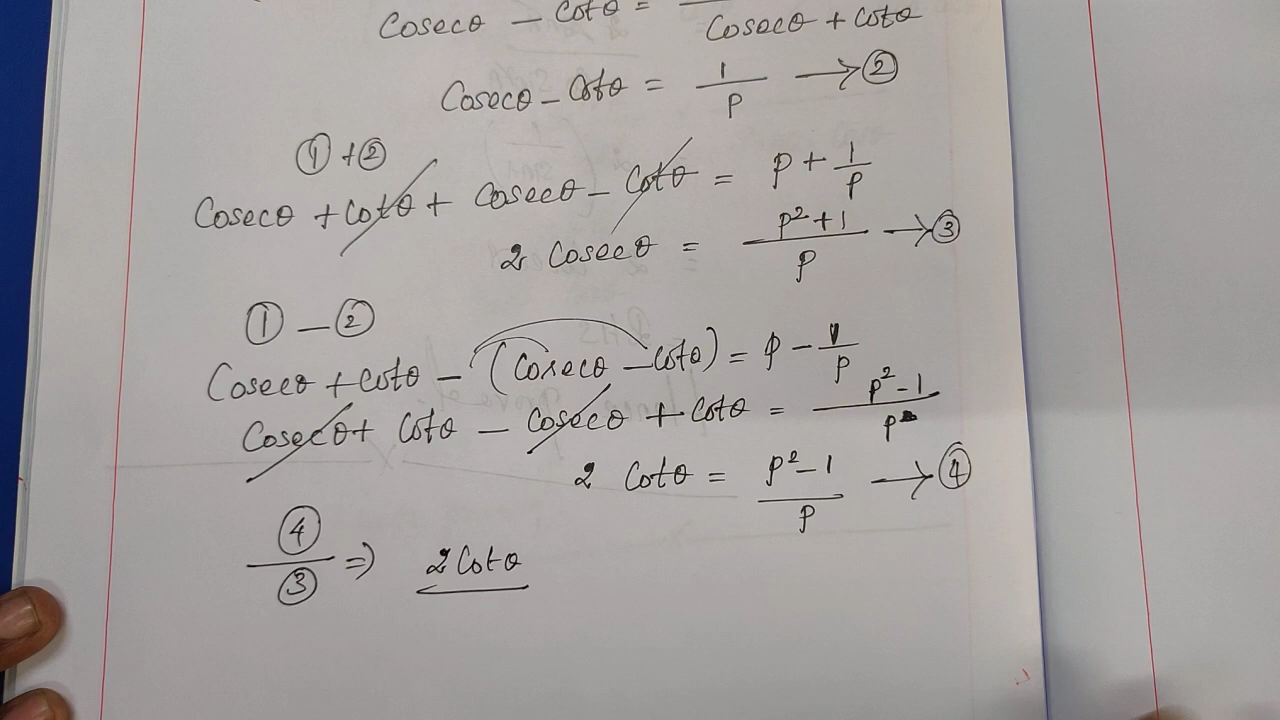 Cosecθ - Cotθ =
Cosecθ + Cotθ
Cosecθ - Cotθ = 1/P → ②
① + ②
Cosecθ + Cotθ + Cosecθ - Cotθ = P + 1/P
2 Cosecθ = P²+1/P → ③
① - ②
Cosecθ + Cotθ - (Cosecθ - Cotθ) = P - 1/P
Cosecθ + Cotθ - Cosecθ + Cotθ = P²-1/P
2 Cotθ = P²-1/P → ④
④/③ ⇒ 2Cotθ